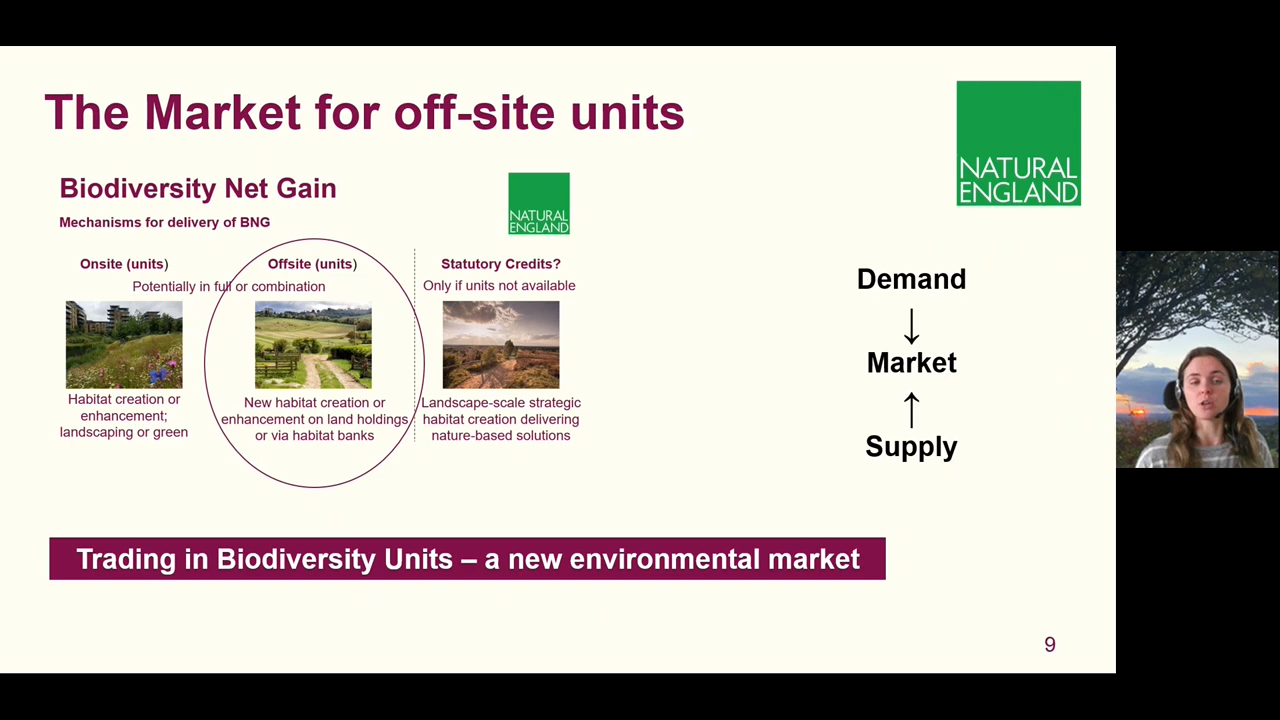 The Market for off-site units
NATURAL
ENGLAND
Biodiversity Net Gain
NATURAL
ENGLAND
Mechanisms for delivery of BNG
Onsite (units)
Offsite (units)
Statutory Credits?
Potentially in full or combination
Only if units not available
Habitat creation or
enhancement;
landscaping or green
New habitat creation or
enhancement on land holdings
or via habitat banks
Landscape-scale strategic
habitat creation delivering
nature-based solutions
Demand
↓
Market
↑
Supply
Trading in Biodiversity Units – a new environmental market
9